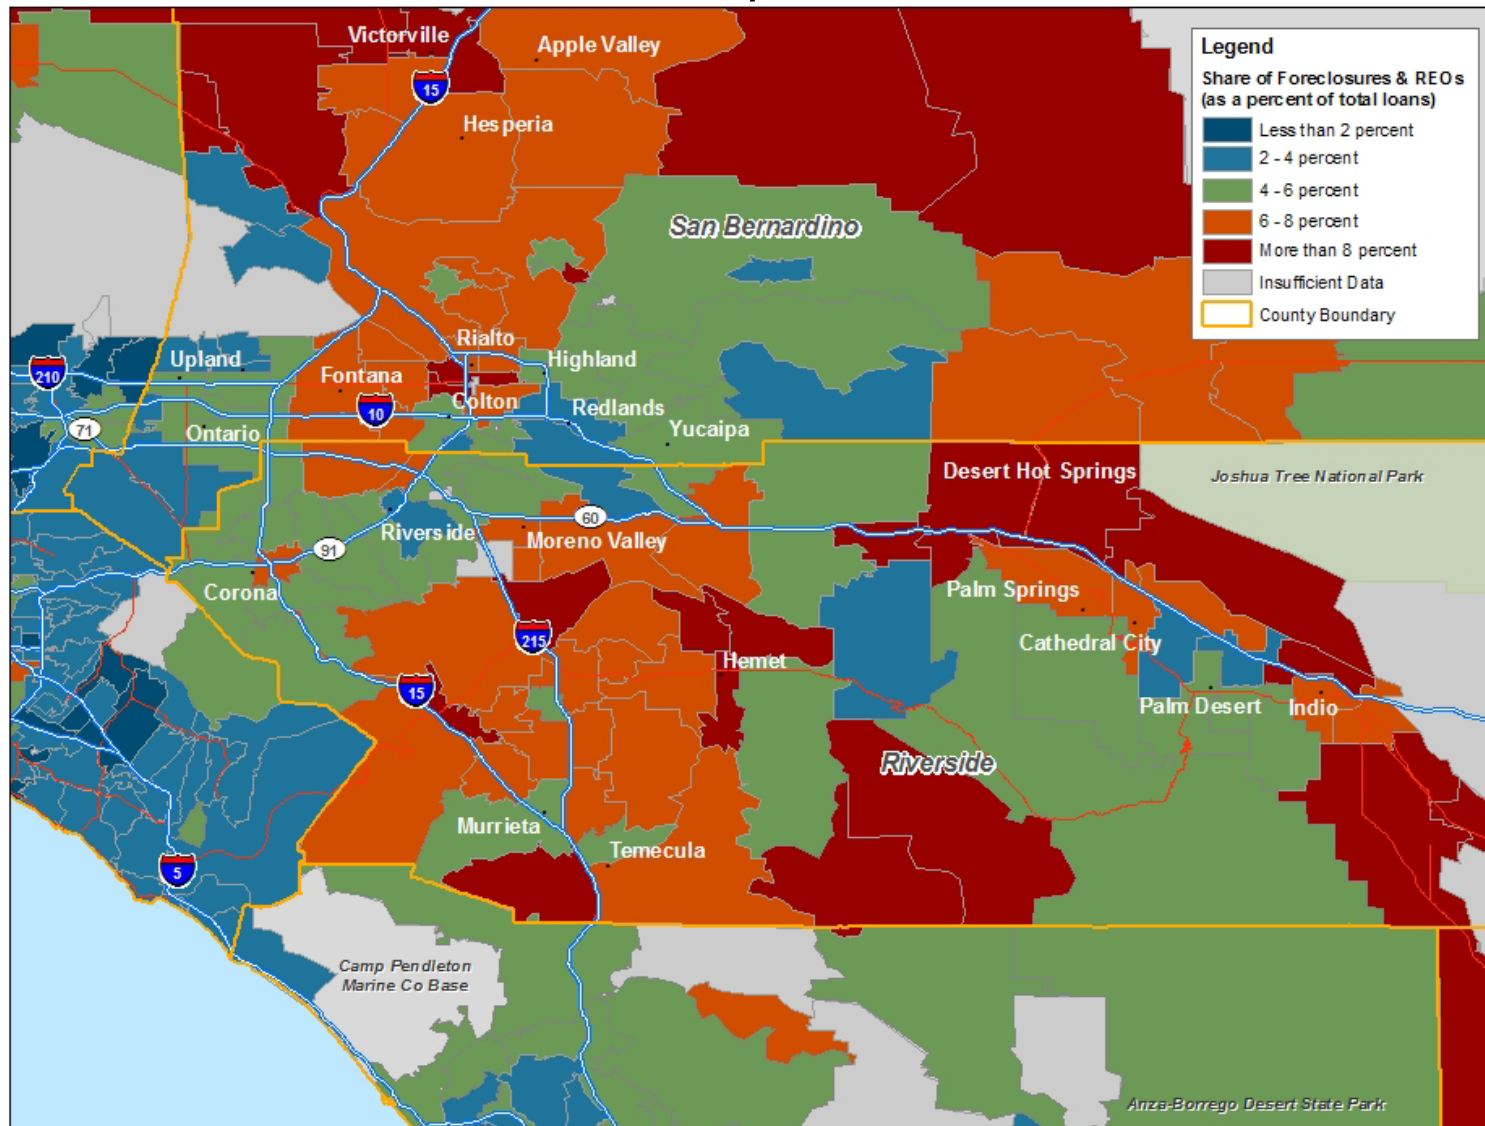 Victorville
Apple Valley
15
Hesperia
Legend
Share of Foreclosures & REOs
(as a percent of total loans)
Less than 2 percent
2 - 4 percent
4 - 6 percent
6 - 8 percent
More than 8 percent
Insufficient Data
County Boundary
San Bernardino
Rialto
Upland
Highland
210
Fontana
10
Colton
Redlands
71
Ontario
Yucaipa
Desert Hot Springs
Joshua Tree National Park
60
Riverside
91
Moreno Valley
Corona
Palm Springs
215
Cathedral City
Hemet
15
Palm Desert
Indio
Riverside
Murrieta
Temecula
5
Camp Pendleton
Marine Co Base
Anza-Borrego Desert State Park